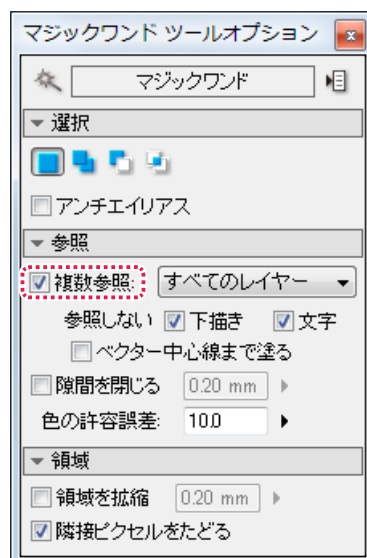 マジックワンド ツールオプション
マジックワンド
選択
アンチエイリアス
参照
複数参照: すべてのレイヤー
参照しない 下描き 文字
ベクター中心線まで塗る
隙間を閉じる 0.20 mm
色の許容誤差: 10.0
領域
領域を拡縮 0.20 mm
隣接ピクセルをたどる